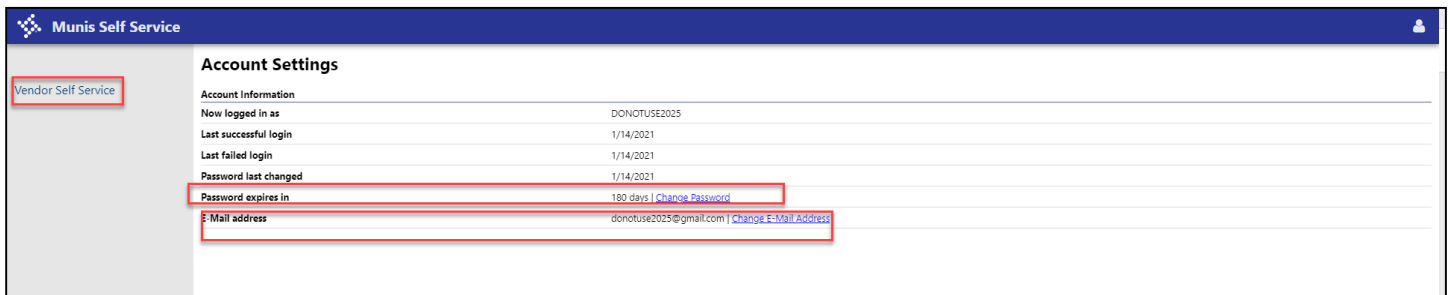 Munis Self Service
Vendor Self Service
Account Settings
Account Information
Now logged in as DONOTUSE2025
Last successful login 1/14/2021
Last failed login 1/14/2021
Password last changed 1/14/2021
Password expires in 180 days | Change Password
E-Mail address donotuse2025@gmail.com | Change E-Mail Address